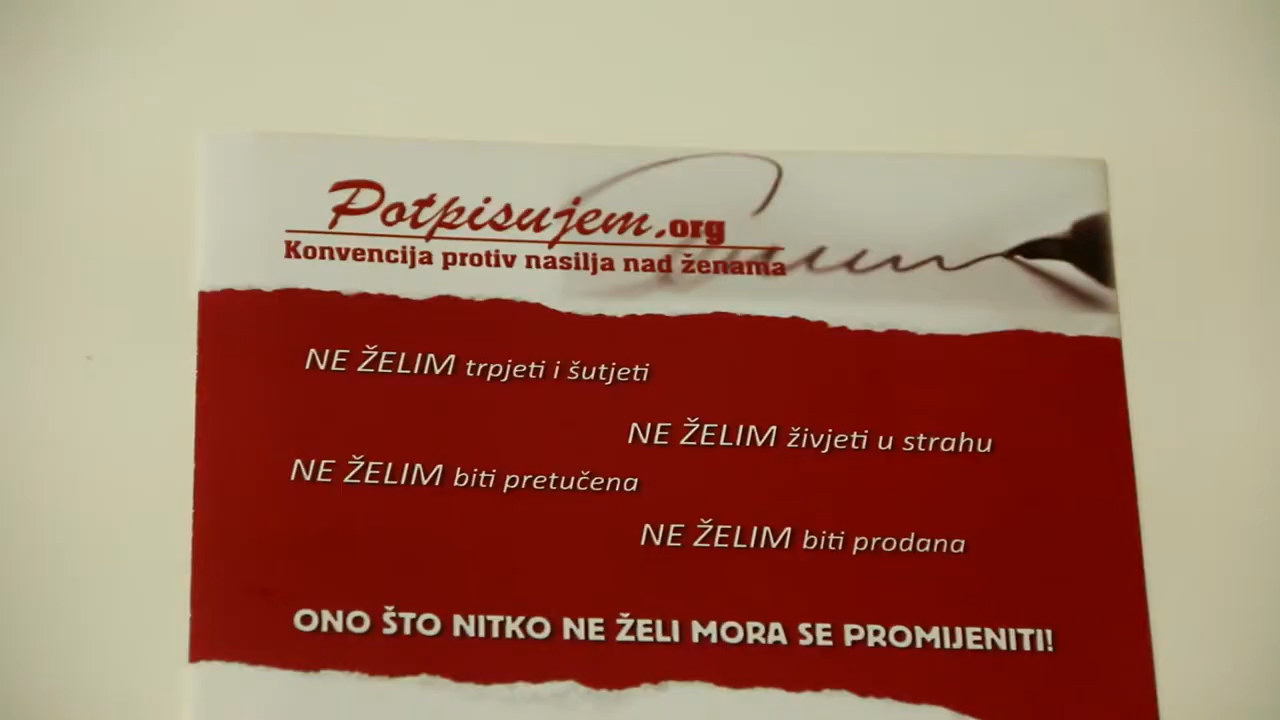 Potpisujem.org
Konvencija protiv nasilja nad ženama
NE ŽELIM trpjeti i šutjeti
NE ŽELIM živjeti u strahu
NE ŽELIM biti pretučena
NE ŽELIM biti prodana
ONO ŠTO NITKO NE ŽELI MORA SE PROMIJENITI!